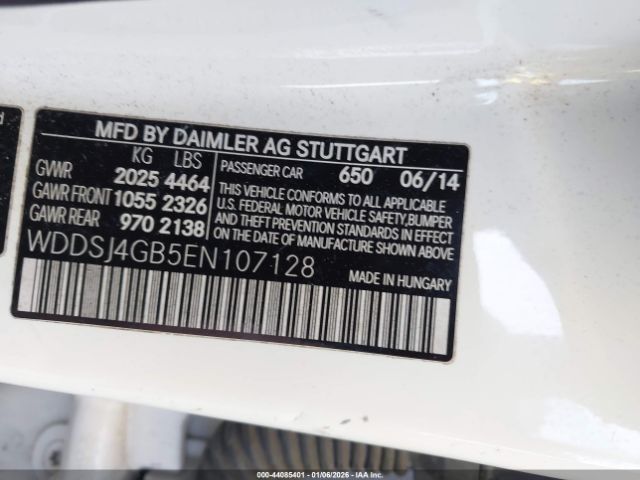 d
MFD BY DAIMLER AG STUTTGART
KG LBS
GVWR 2025 4464
GAWR FRONT 1055 2326
GAWR REAR 970 2138
PASSENGER CAR 650 06/14
THIS VEHICLE CONFORMS TO ALL APPLICABLE
U.S. FEDERAL MOTOR VEHICLE SAFETY, BUMPER
AND THEFT PREVENTION STANDARDS IN EFFECT
ON THE DATE OF MANUFACTURE SHOWN ABOVE
WDDSJ4GB5EN107128
MADE IN HUNGARY
000-44085401 - 01/06/2026 - IAAI.COM